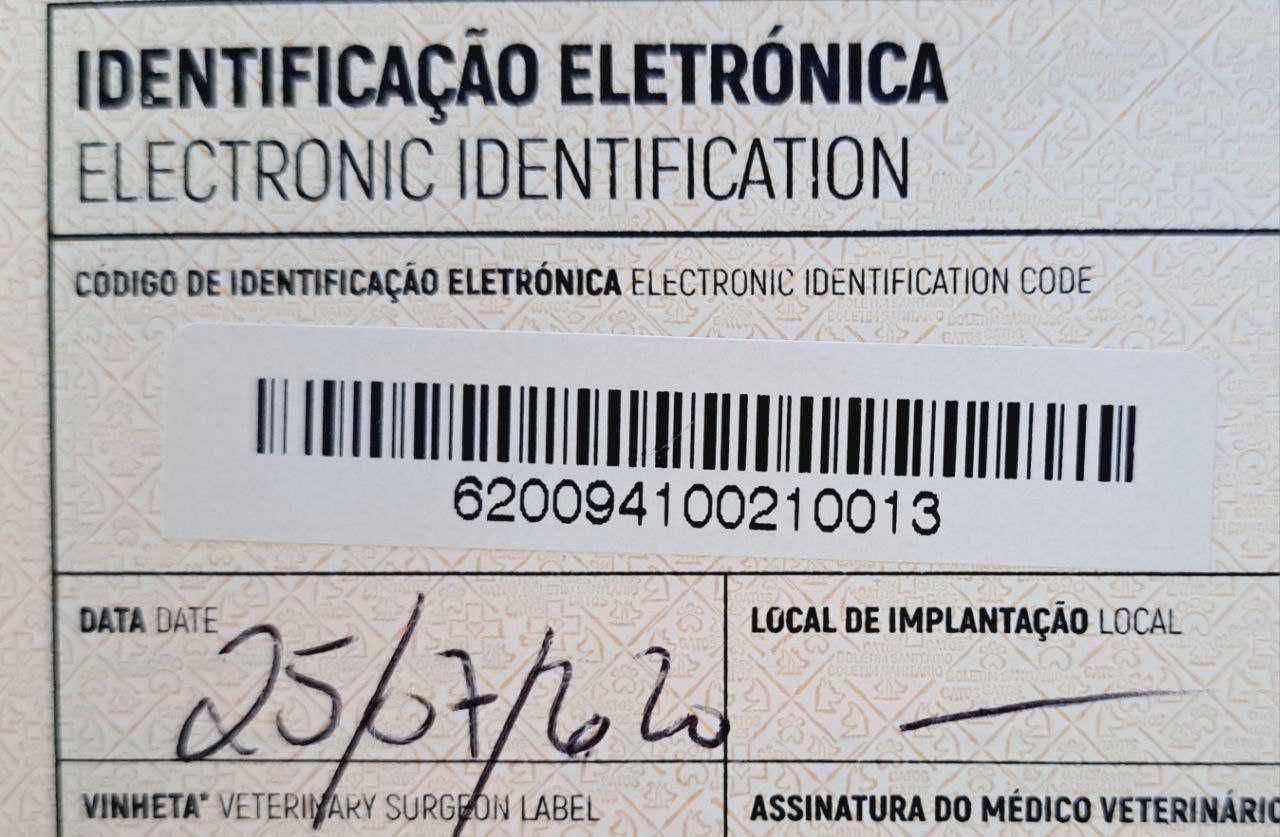 IDENTIFICAÇÃO ELETRÓNICA
ELECTRONIC IDENTIFICATION
CÓDIGO DE IDENTIFICAÇÃO ELETRÓNICA ELECTRONIC IDENTIFICATION CODE
620094100210013
DATA DATE
25/07/2020
LOCAL DE IMPLANTAÇÃO LOCAL
VINHETA* VETERINARY SURGEON LABEL
ASSINATURA DO MÉDICO VETERINÁRIO